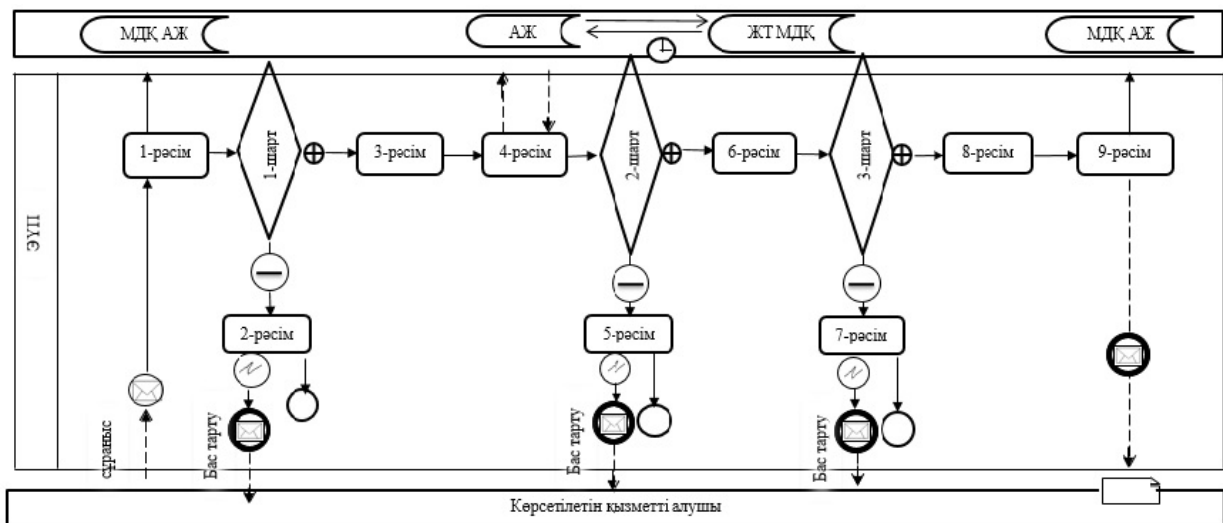 МДҚ АЖ
АЖ
ЖТ МДҚ
МДҚ АЖ
ЭҮП
1-рәсім
1-шарт
3-рәсім
4-рәсім
2-шарт
6-рәсім
3-шарт
8-рәсім
9-рәсім
2-рәсім
5-рәсім
7-рәсім
сұраныс
Бас тарту
Бас тарту
Бас тарту
Көрсетілетін қызметті алушы